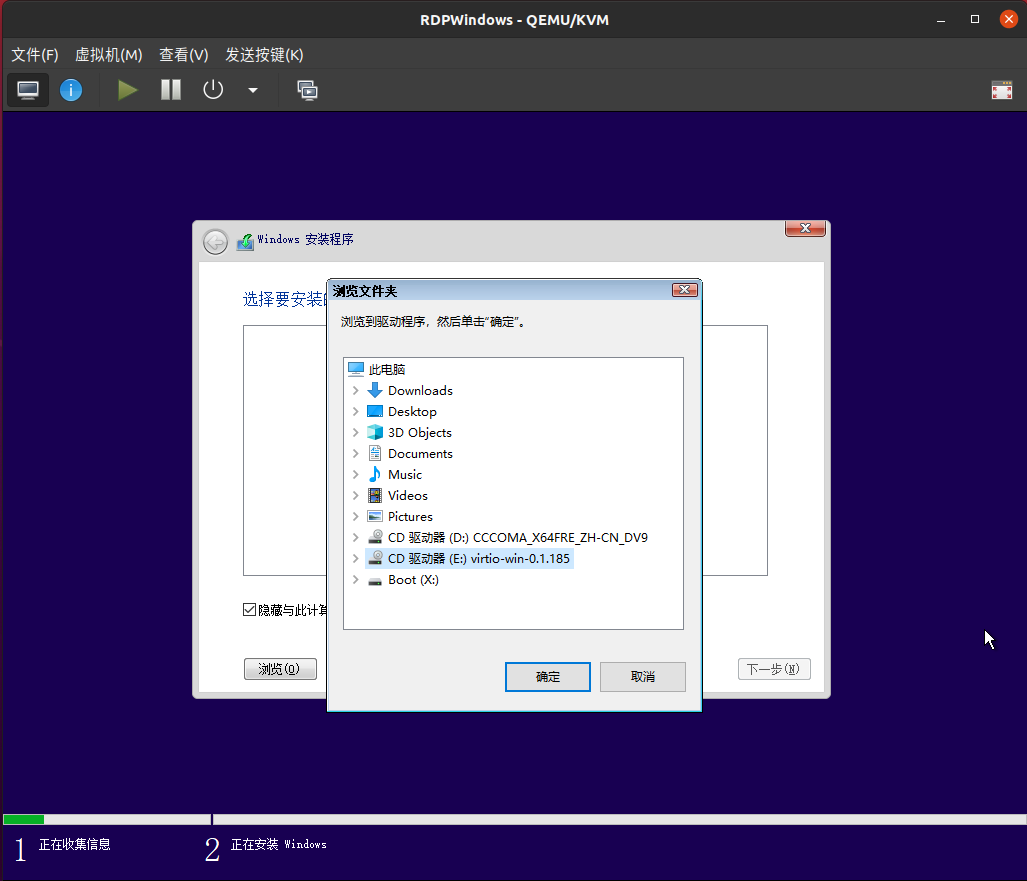 RDPWindows - QEMU/KVM
文件(F) 虚拟机(M) 查看(V) 发送按键(K)
Windows 安装程序
选择要安装的
浏览文件夹
浏览到驱动程序，然后单击“确定”。
此电脑
Downloads
Desktop
3D Objects
Documents
Music
Videos
Pictures
CD 驱动器 (D:) CCCOMA_X64FRE_ZH-CN_DV9
CD 驱动器 (E:) virtio-win-0.1.185
Boot (X:)
隐藏与此计算
浏览(O) 确定 取消 下一步(N)
1 正在收集信息 2 正在安装 Windows